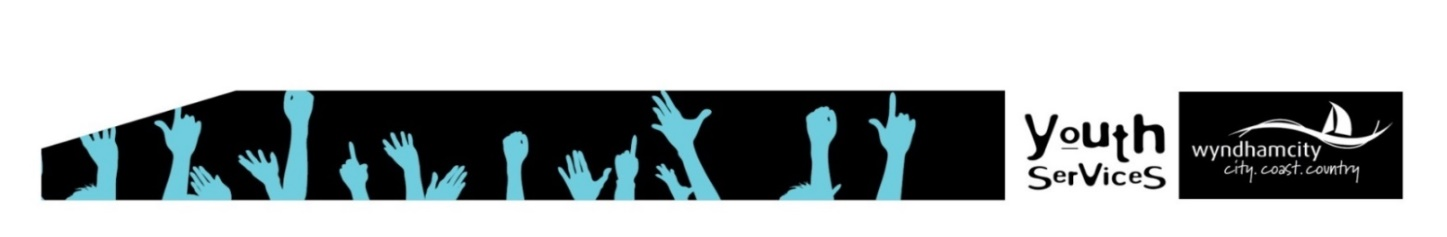 Youth
SerViceS
wyndhamcity
city. coast. country